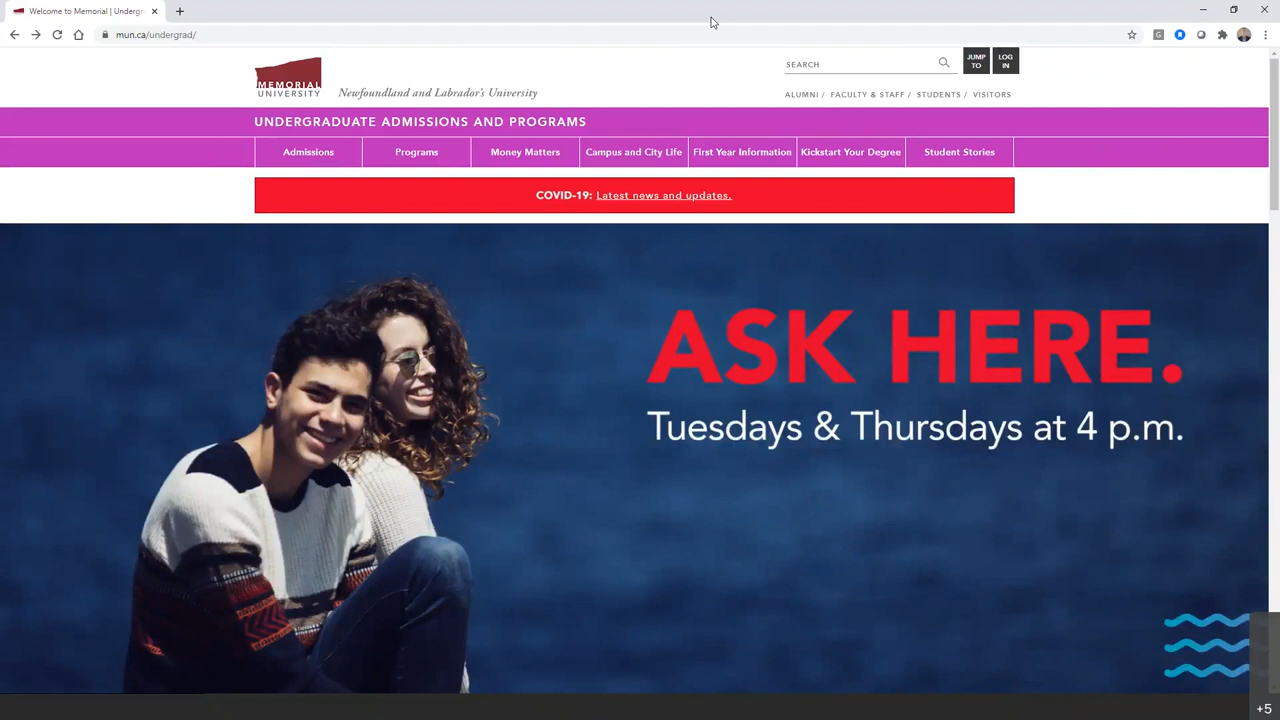 Welcome to Memorial | Undergr
mun.ca/undergrad/
MEMORIAL
UNIVERSITY
Newfoundland and Labrador's University
SEARCH
JUMP
TO
LOG
IN
ALUMNI / FACULTY & STAFF / STUDENTS / VISITORS
UNDERGRADUATE ADMISSIONS AND PROGRAMS
Admissions Programs Money Matters Campus and City Life First Year Information Kickstart Your Degree Student Stories
COVID-19: Latest news and updates.
ASK HERE.
Tuesdays & Thursdays at 4 p.m.
+5